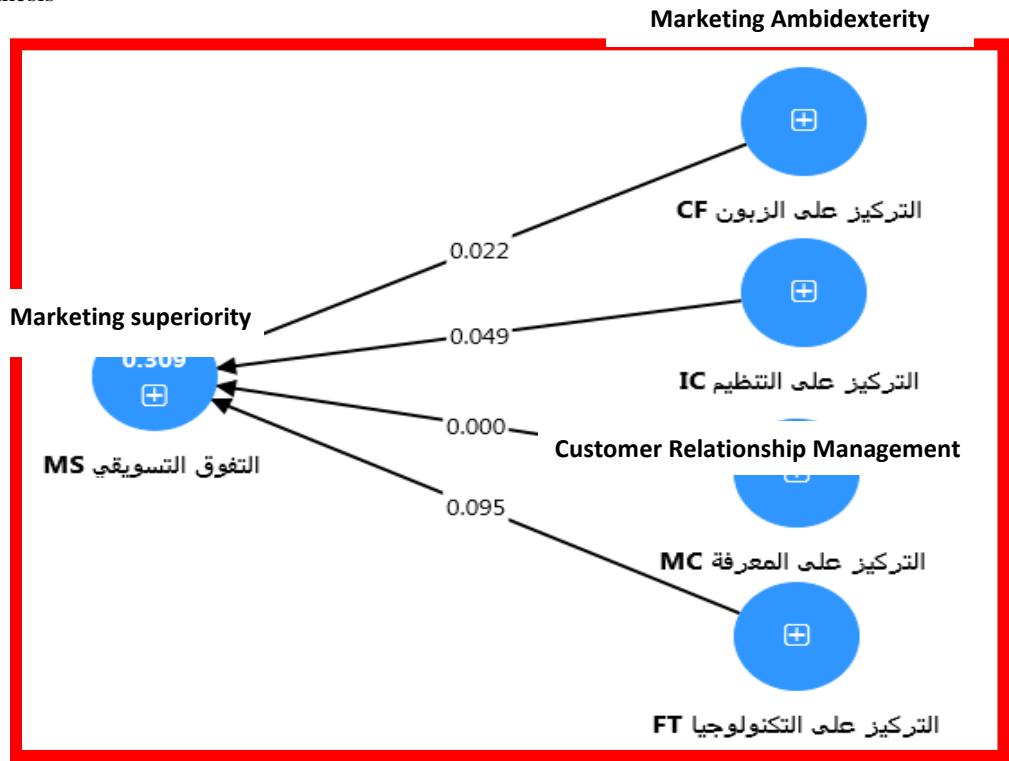 Marketing Ambidexterity
التركيز على الزبون CF
0.022
التركيز على التنظيم IC
0.049
Marketing superiority
0.309
التفوق التسويقي MS
0.000
Customer Relationship Management
التركيز على المعرفة MC
0.095
التركيز على التكنولوجيا FT